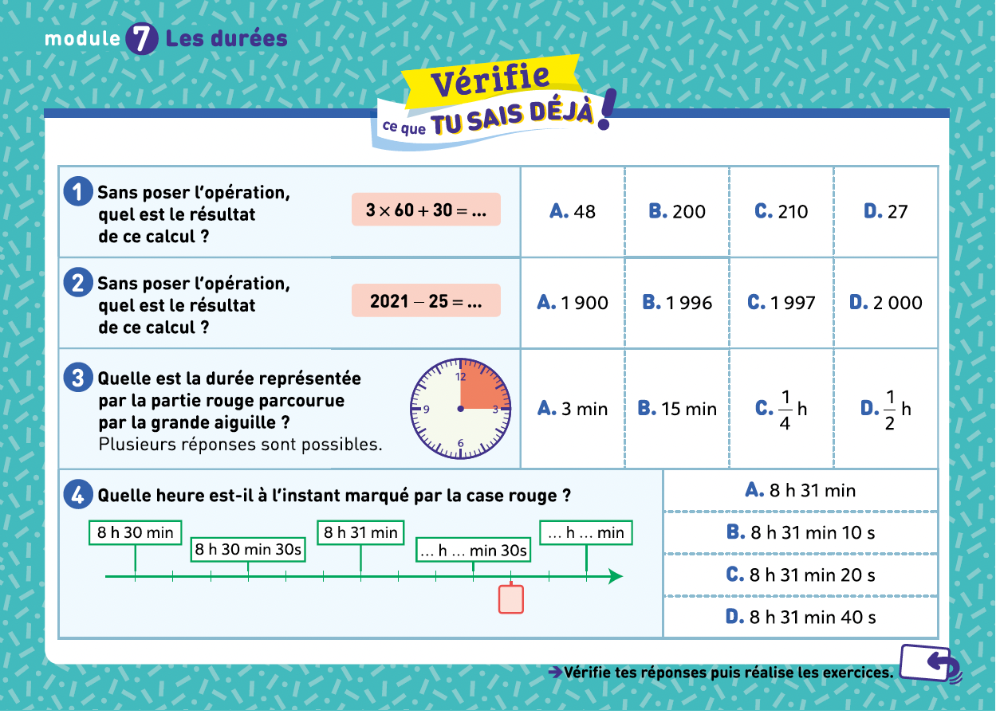 module 7 Les durées
Vérifie
ce que TU SAIS DÉJÀ !
1 Sans poser l’opération,
quel est le résultat
de ce calcul ?
3 × 60 + 30 = ...
A. 48
B. 200
C. 210
D. 27
2 Sans poser l’opération,
quel est le résultat
de ce calcul ?
2021 – 25 = ...
A. 1 900
B. 1 996
C. 1 997
D. 2 000
3 Quelle est la durée représentée
par la partie rouge parcourue
par la grande aiguille ?
Plusieurs réponses sont possibles.
12
9
3
6
A. 3 min
B. 15 min
C. 1/4 h
D. 1/2 h
4 Quelle heure est-il à l’instant marqué par la case rouge ?
8 h 30 min
8 h 30 min 30s
8 h 31 min
... h ... min 30s
... h ... min
A. 8 h 31 min
B. 8 h 31 min 10 s
C. 8 h 31 min 20 s
D. 8 h 31 min 40 s
➔Vérifie tes réponses puis réalise les exercices.